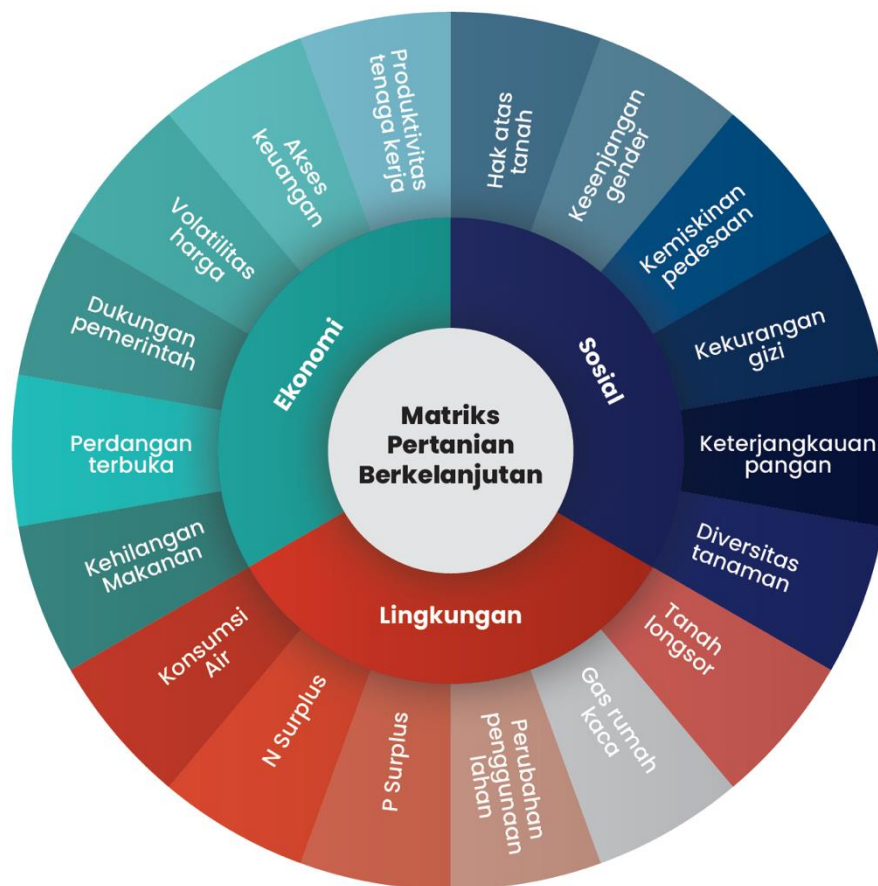 Matriks
Pertanian
Berkelanjutan
Ekonomi
Sosial
Lingkungan
Hak atas
tanah
Kesenjangan
gender
Kemiskinan
pedesaan
Kekurangan
gizi
Keterjangkauan
pangan
Diversitas
tanaman
Tanah
longsor
Gas rumah
kaca
Perubahan
penggunaan
lahan
P Surplus
N Surplus
Konsumsi
Air
Kehilangan
Makanan
Perdangan
terbuka
Dukungan
pemerintah
Volatilitas
harga
Akses
keuangan
Produktivitas
tenaga kerja